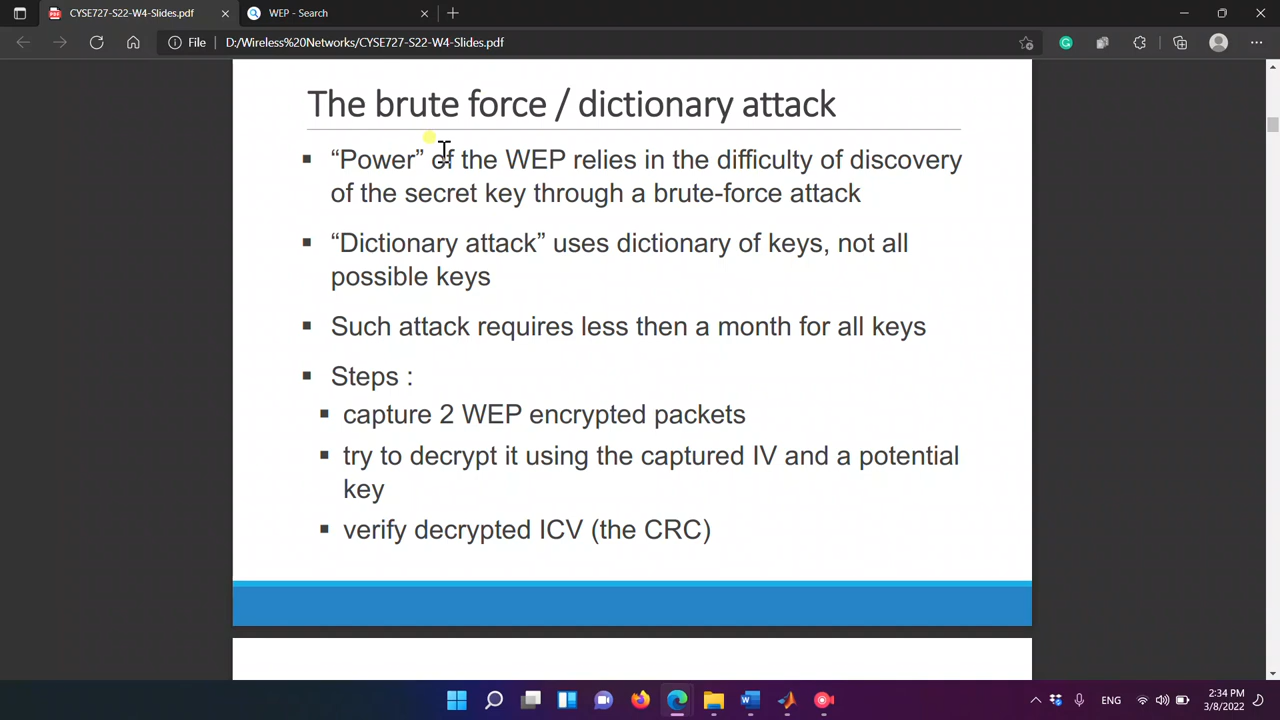 CYSE727-S22-W4-Slides.pdf
WEP - Search
File
D:/Wireless%20Networks/CYSE727-S22-W4-Slides.pdf
The brute force / dictionary attack
“Power” of the WEP relies in the difficulty of discovery
of the secret key through a brute-force attack
“Dictionary attack” uses dictionary of keys, not all
possible keys
Such attack requires less then a month for all keys
Steps :
capture 2 WEP encrypted packets
try to decrypt it using the captured IV and a potential
key
verify decrypted ICV (the CRC)
ENG
2:34 PM
3/8/2022